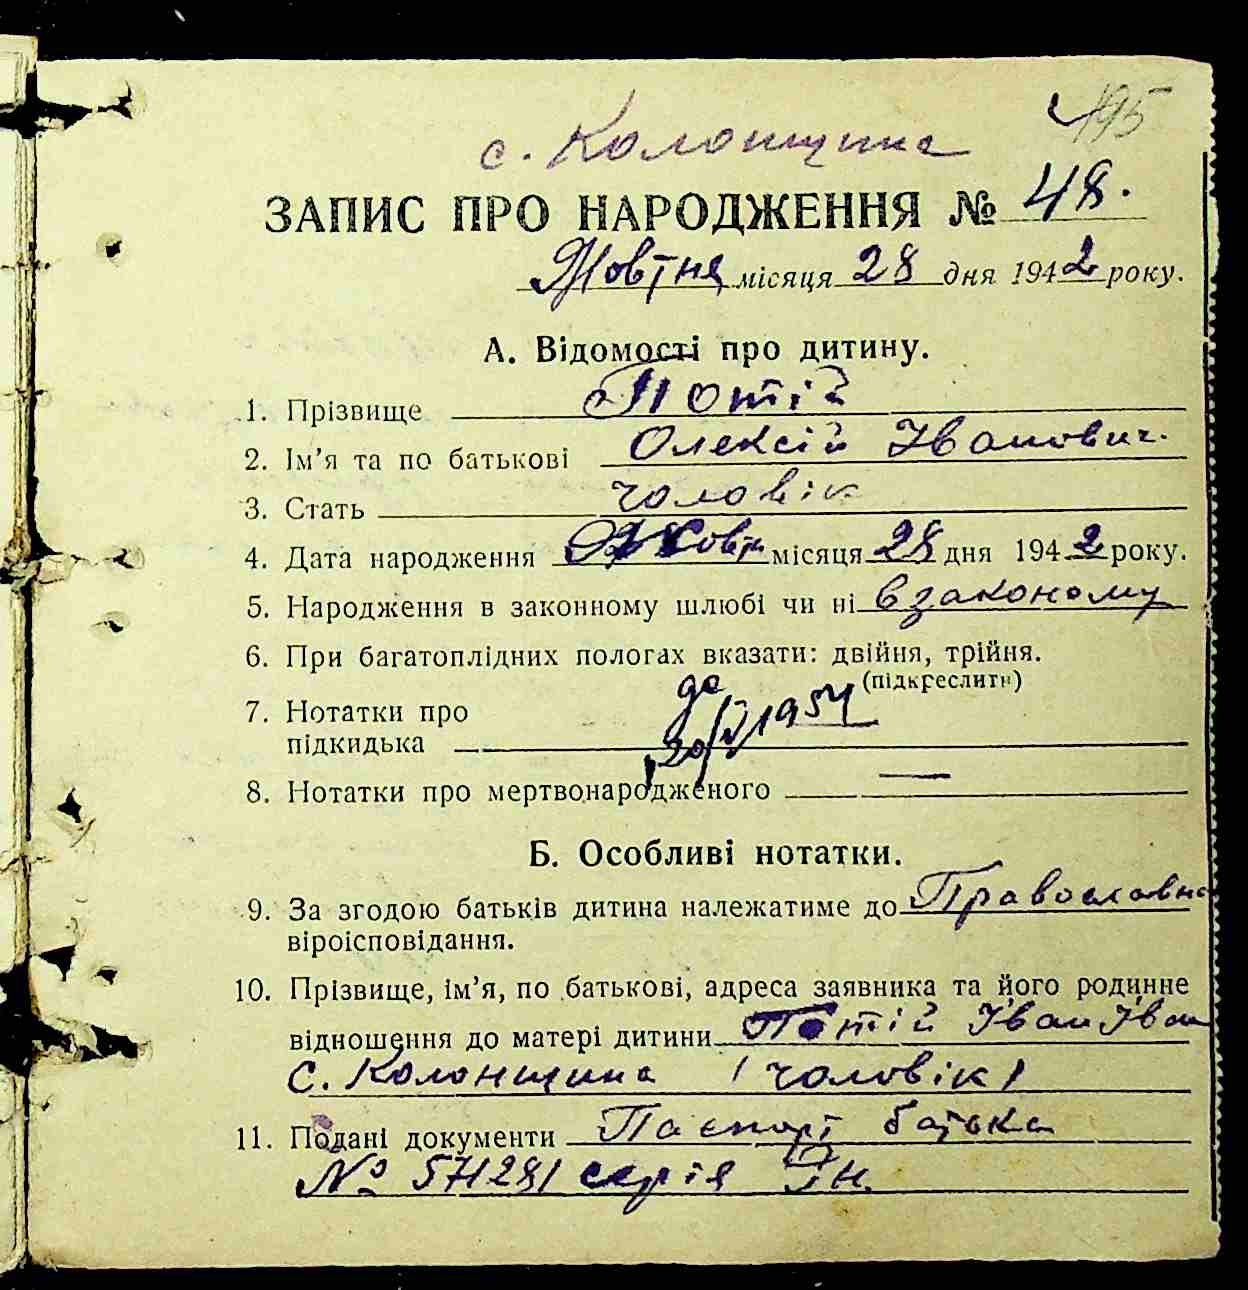 195
с. Колонщина
ЗАПИС ПРО НАРОДЖЕННЯ № 48.
Жовтня місяця 28 дня 1942 року.
А. Відомості про дитину.
1. Прізвище Потій
2. Ім'я та по батькові Олексій Іванович.
3. Стать чоловік
4. Дата народження Жовтн місяця 28 дня 1942 року.
5. Народження в законному шлюбі чи ні в законому
6. При багатоплідних пологах вказати: двійня, трійня.
(підкреслити)
7. Нотатки про
підкидька
1954
8. Нотатки про мертвонародженого —
Б. Особливі нотатки.
9. За згодою батьків дитина належатиме до Православно
віроісповідання.
10. Прізвище, ім'я, по батькові, адреса заявника та його родинне
відношення до матері дитини Потій Іван Іван
с. Колонщина (чоловік)
11. Подані документи Паспорт батька
№ 571281 серія